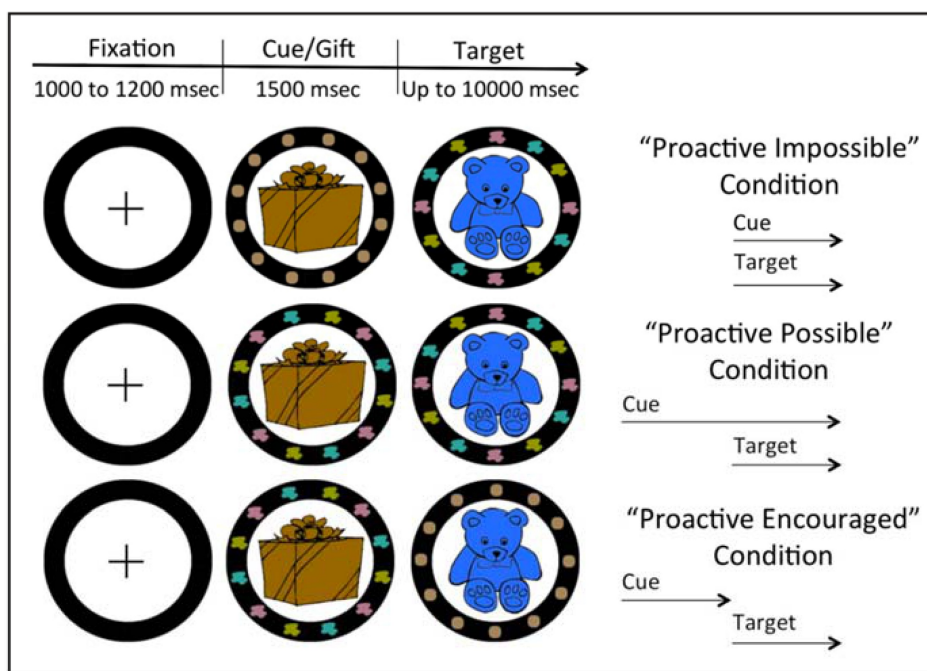 Fixation
Cue/Gift
Target
1000 to 1200 msec
1500 msec
Up to 10000 msec
“Proactive Impossible”
Condition
Cue
Target
“Proactive Possible”
Condition
Cue
Target
“Proactive Encouraged”
Condition
Cue
Target